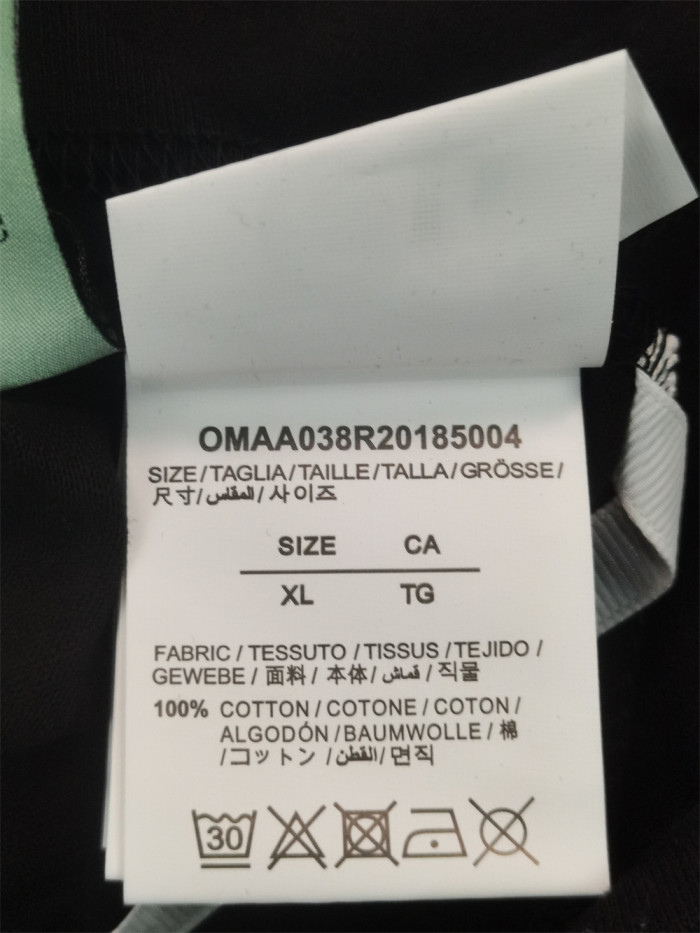 OMAA038R20185004
SIZE/TAGLIA/TAILLE/TALLA/GRÖSSE/
尺寸/المقاس/사이즈
SIZE CA
XL TG
FABRIC/TESSUTO/TISSUS/TEJIDO/
GEWEBE/面料/本体/قماش/직물
100% COTTON/COTONE/COTON/
ALGODÓN/BAUMWOLLE/棉
/コットン/القطن/면직
30